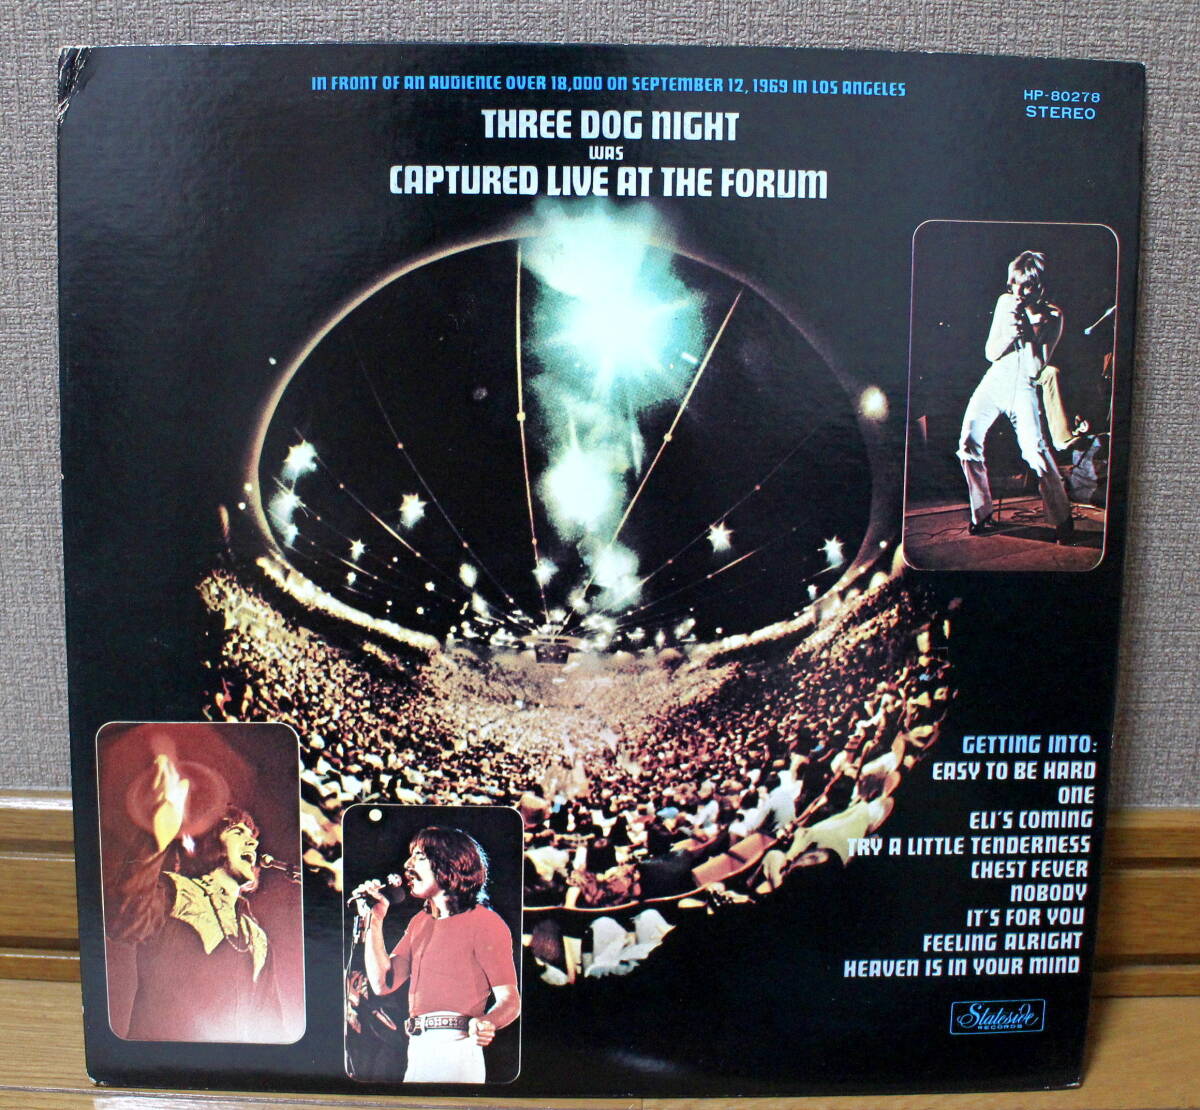 IN FRONT OF AN AUDIENCE OVER 18,000 ON SEPTEMBER 12, 1969 IN LOS ANGELES
HP-80278
STEREO
THREE DOG NIGHT
WAS
CAPTURED LIVE AT THE FORUM
GETTING INTO:
EASY TO BE HARD
ONE
ELI'S COMING
TRY A LITTLE TENDERNESS
CHEST FEVER
NOBODY
IT'S FOR YOU
FEELING ALRIGHT
HEAVEN IS IN YOUR MIND
Stateside
RECORDS